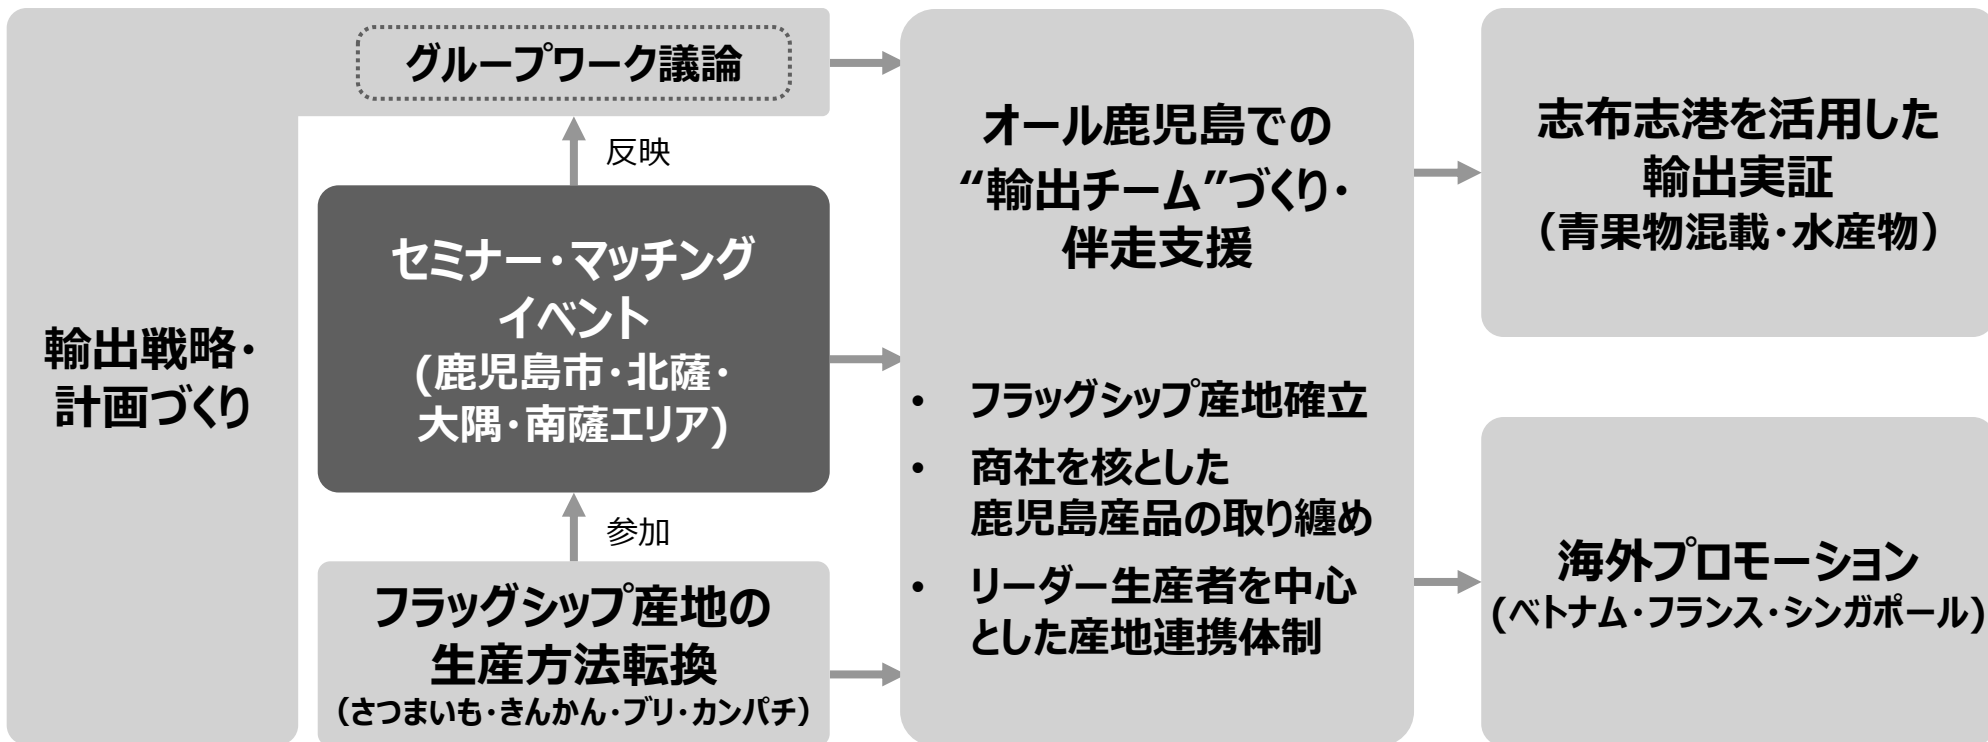 グループワーク議論
反映
輸出戦略・
計画づくり
セミナー・マッチング
イベント
(鹿児島市・北薩・
大隅・南薩エリア)
参加
フラッグシップ産地の
生産方法転換
(さつまいも・きんかん・ブリ・カンパチ)
オール鹿児島での
“輸出チーム”づくり・
伴走支援
・ フラッグシップ産地確立
・ 商社を核とした
鹿児島産品の取り纏め
・ リーダー生産者を中心
とした産地連携体制
志布志港を活用した
輸出実証
（青果物混載・水産物）
海外プロモーション
(ベトナム・フランス・シンガポール)